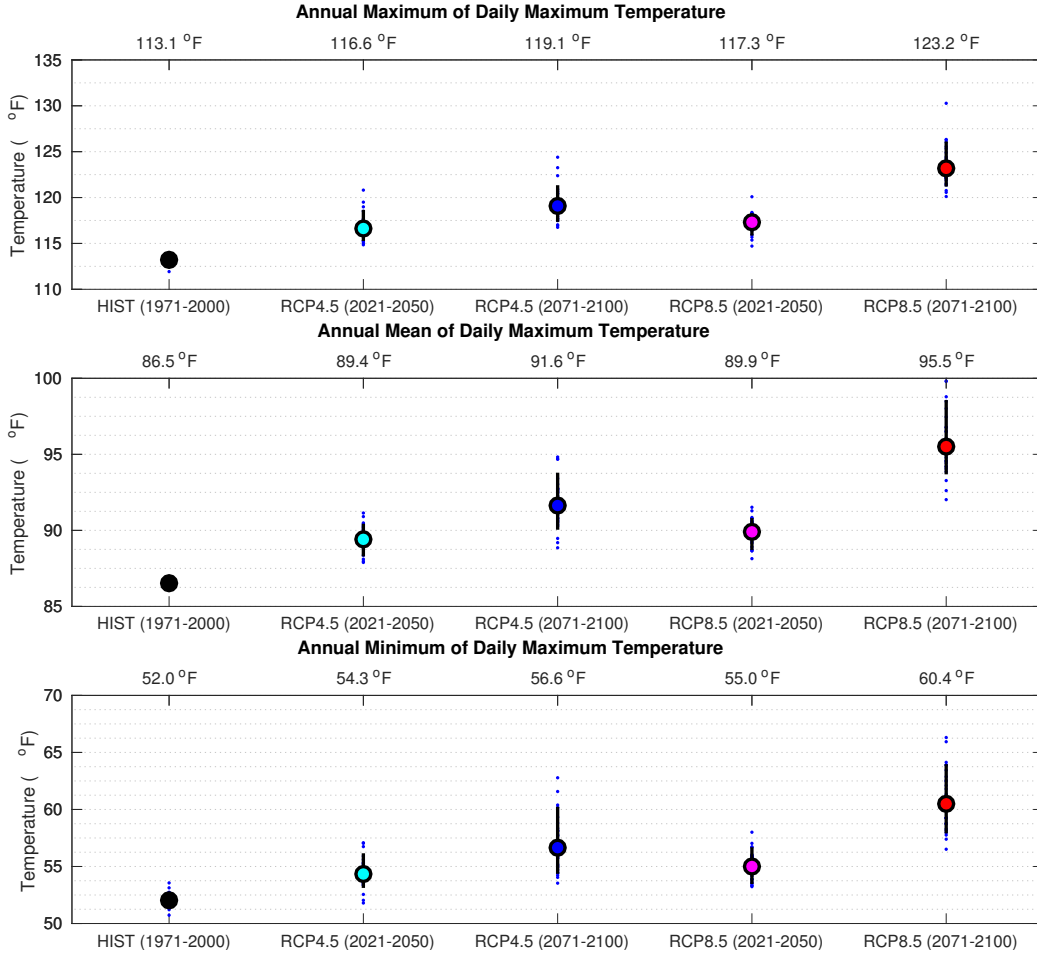 Annual Maximum of Daily Maximum Temperature
113.1 °F 116.6 °F 119.1 °F 117.3 °F 123.2 °F
Temperature ( °F)
135
130
125
120
115
110
HIST (1971-2000) RCP4.5 (2021-2050) RCP4.5 (2071-2100) RCP8.5 (2021-2050) RCP8.5 (2071-2100)
Annual Mean of Daily Maximum Temperature
86.5 °F 89.4 °F 91.6 °F 89.9 °F 95.5 °F
Temperature ( °F)
100
95
90
85
HIST (1971-2000) RCP4.5 (2021-2050) RCP4.5 (2071-2100) RCP8.5 (2021-2050) RCP8.5 (2071-2100)
Annual Minimum of Daily Maximum Temperature
52.0 °F 54.3 °F 56.6 °F 55.0 °F 60.4 °F
Temperature ( °F)
70
65
60
55
50
HIST (1971-2000) RCP4.5 (2021-2050) RCP4.5 (2071-2100) RCP8.5 (2021-2050) RCP8.5 (2071-2100)